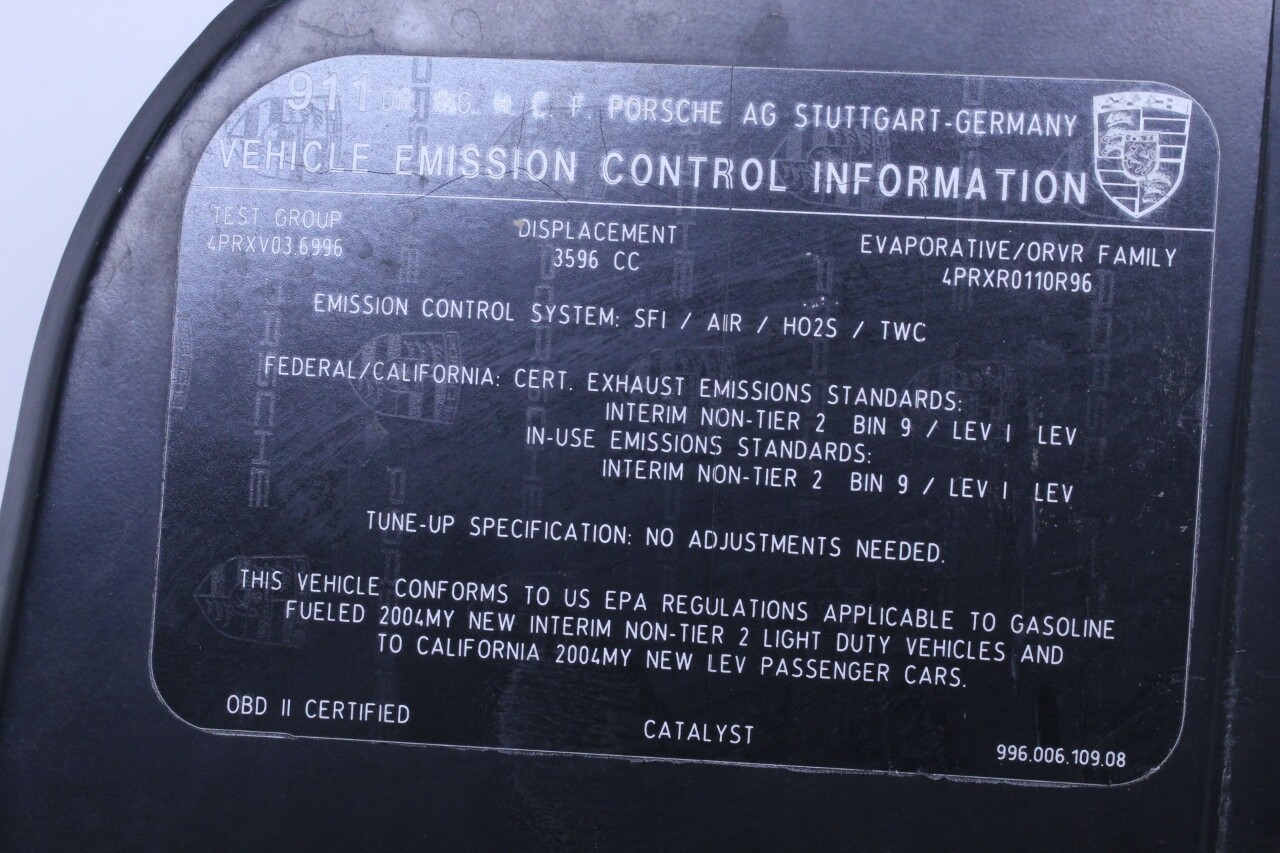 911 DR. ING. H. C. F. PORSCHE AG STUTTGART-GERMANY
VEHICLE EMISSION CONTROL INFORMATION
TEST GROUP DISPLACEMENT EVAPORATIVE/ORVR FAMILY
4PRXV03.6996 3596 CC 4PRXR0110R96
EMISSION CONTROL SYSTEM: SFI / AIR / HO2S / TWC
FEDERAL/CALIFORNIA: CERT. EXHAUST EMISSIONS STANDARDS:
INTERIM NON-TIER 2 BIN 9 / LEV I LEV
IN-USE EMISSIONS STANDARDS:
INTERIM NON-TIER 2 BIN 9 / LEV I LEV
TUNE-UP SPECIFICATION: NO ADJUSTMENTS NEEDED.
THIS VEHICLE CONFORMS TO US EPA REGULATIONS APPLICABLE TO GASOLINE
FUELED 2004MY NEW INTERIM NON-TIER 2 LIGHT DUTY VEHICLES AND
TO CALIFORNIA 2004MY NEW LEV PASSENGER CARS.
OBD II CERTIFIED CATALYST 996.006.109.08